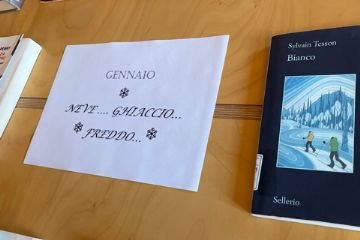 GENNAIO
NEVE .... GHIACCIO...
FREDDO...
Sylvain Tesson
Bianco
Sellerio